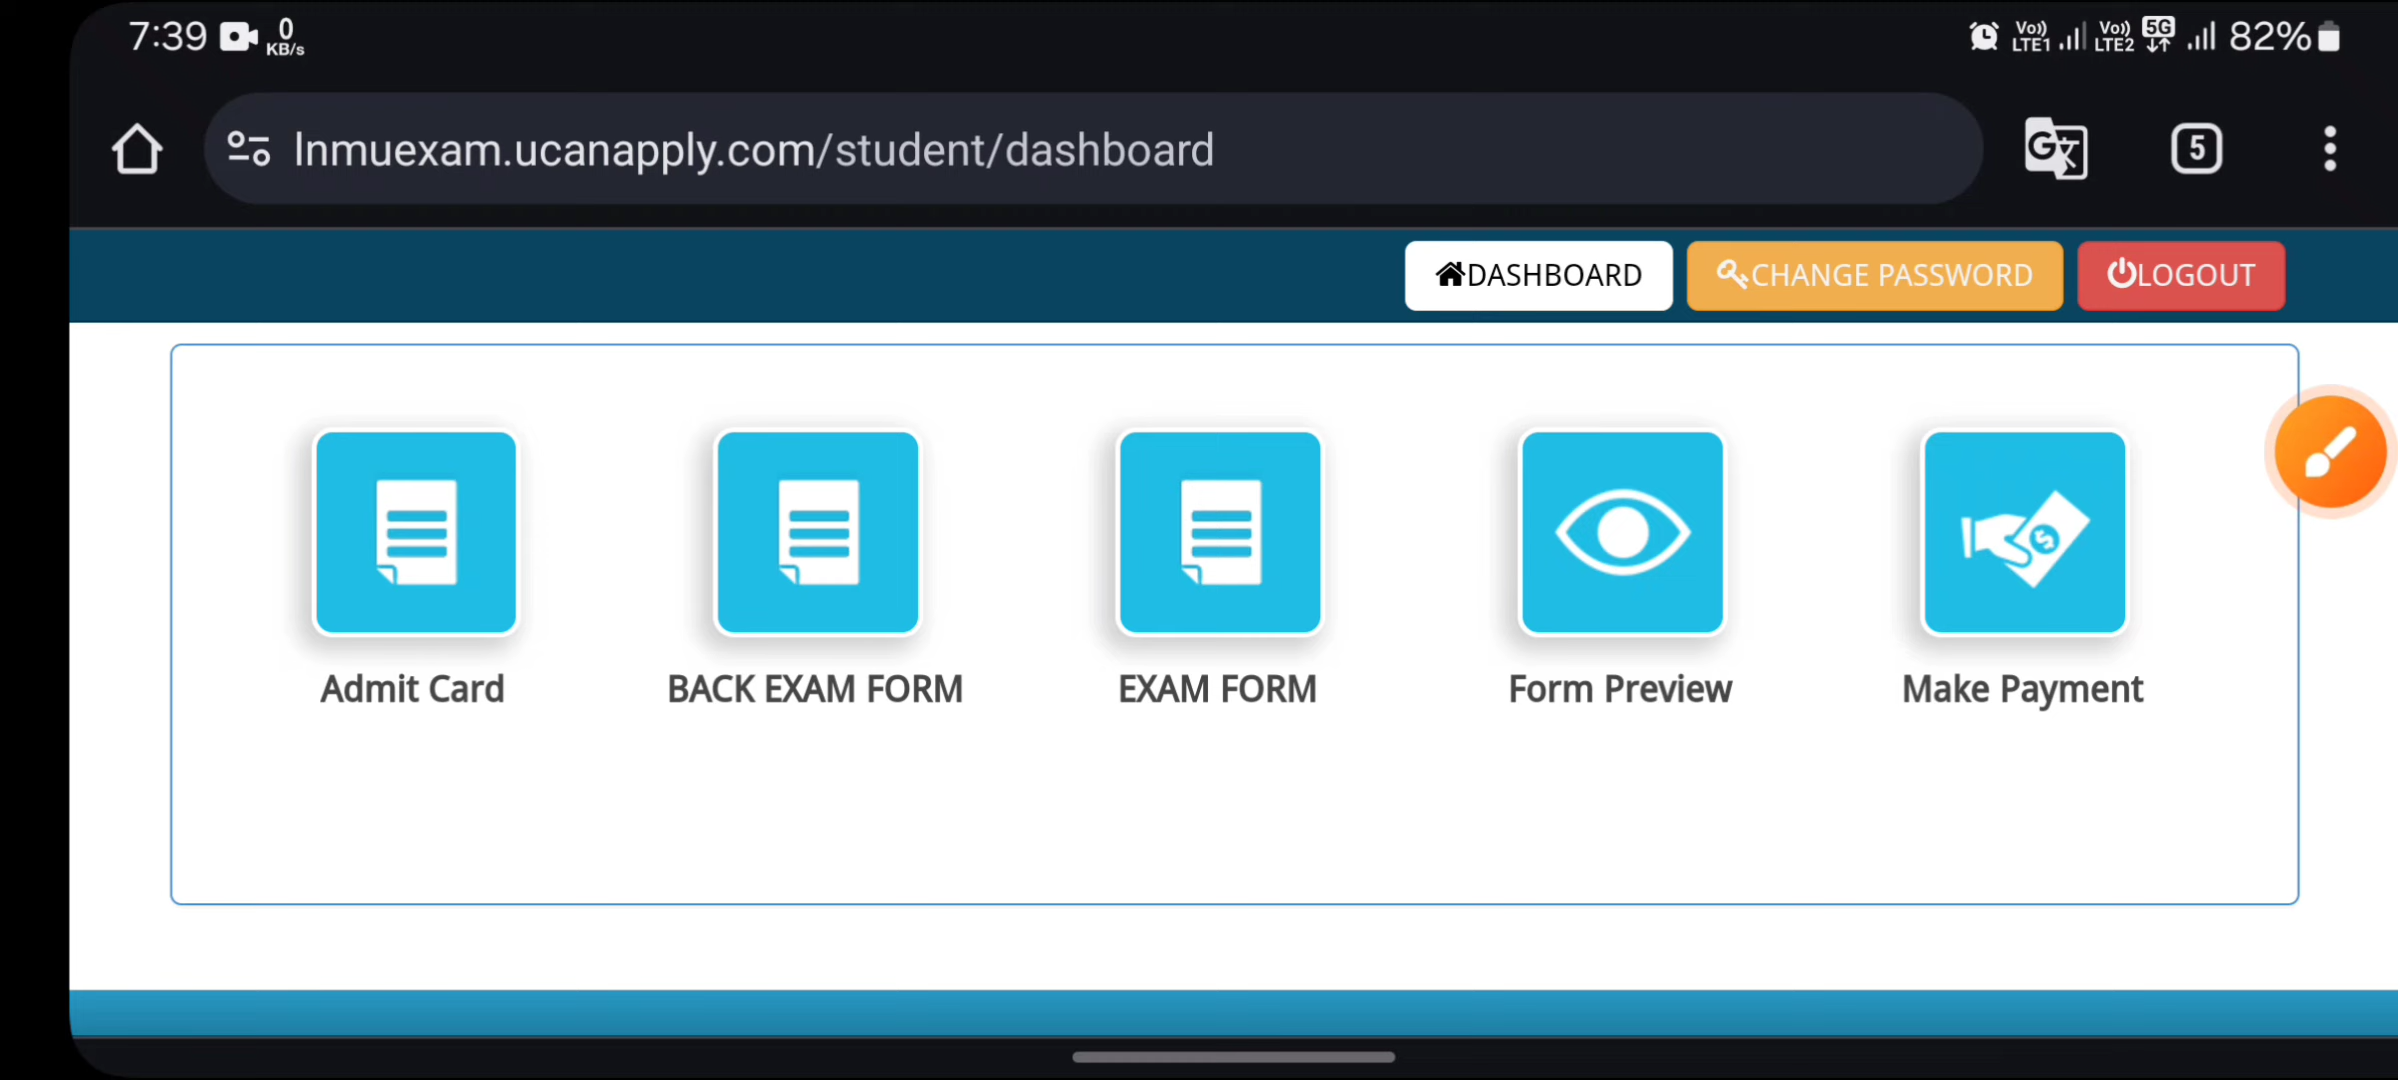 7:39 0 KB/s Vo)) LTE1 Vo)) LTE2 5G 82%
lnmuexam.ucanapply.com/student/dashboard 5
DASHBOARD CHANGE PASSWORD LOGOUT
Admit Card BACK EXAM FORM EXAM FORM Form Preview Make Payment